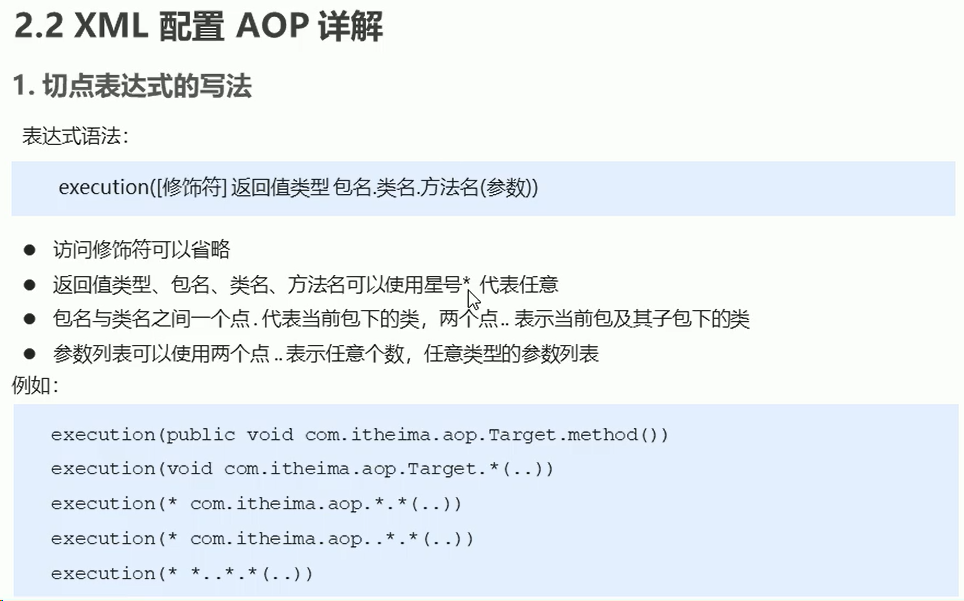 2.2 XML 配置 AOP 详解
1. 切点表达式的写法
表达式语法：
execution([修饰符] 返回值类型 包名.类名.方法名(参数))
● 访问修饰符可以省略
● 返回值类型、包名、类名、方法名可以使用星号* 代表任意
● 包名与类名之间一个点 . 代表当前包下的类，两个点 .. 表示当前包及其子包下的类
● 参数列表可以使用两个点 .. 表示任意个数，任意类型的参数列表
例如：
execution(public void com.itheima.aop.Target.method())
execution(void com.itheima.aop.Target.*(..))
execution(* com.itheima.aop.*.*(..))
execution(* com.itheima.aop..*.*(..))
execution(* *..*.*(..))